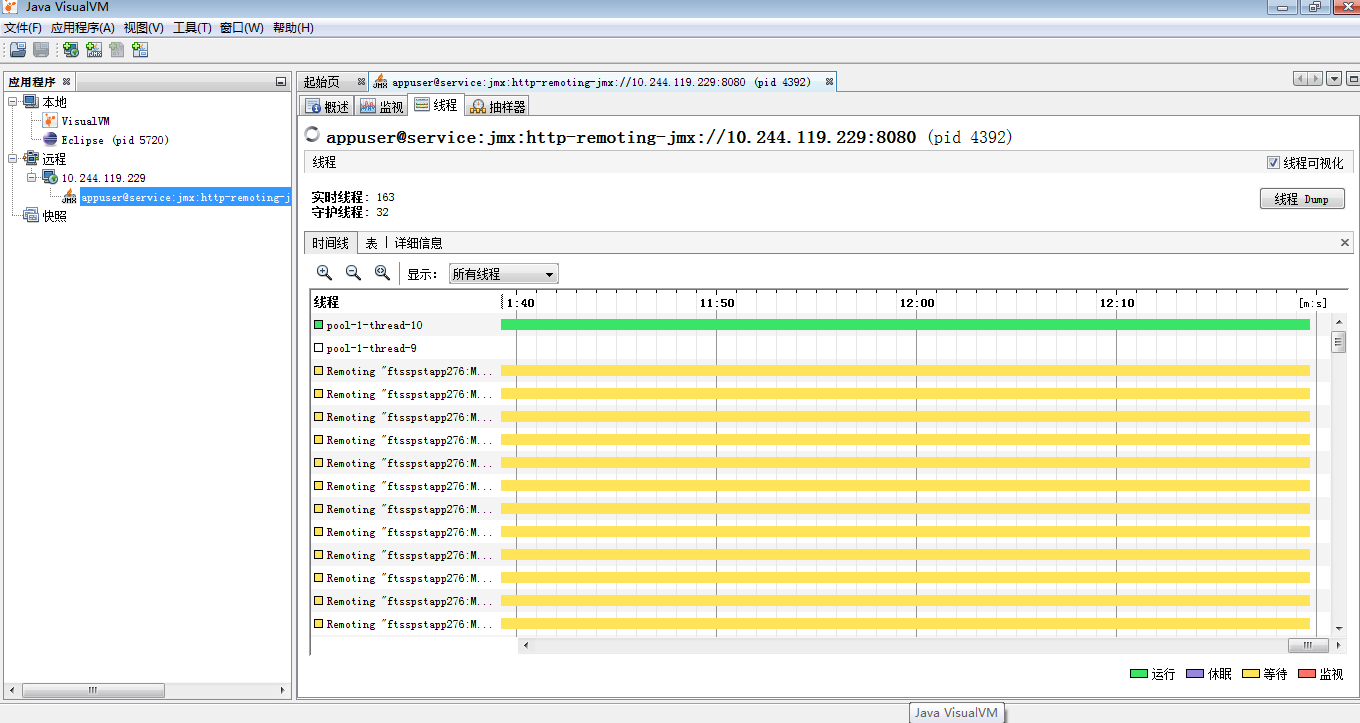 Java VisualVM
文件(F) 应用程序(A) 视图(V) 工具(T) 窗口(W) 帮助(H)
应用程序
本地
VisualVM
Eclipse (pid 5720)
远程
10.244.119.229
appuser@service:jmx:http-remoting-j
快照
起始页 appuser@service:jmx:http-remoting-jmx://10.244.119.229:8080 (pid 4392)
概述 监视 线程 抽样器
appuser@service:jmx:http-remoting-jmx://10.244.119.229:8080 (pid 4392)
线程 线程可视化
实时线程: 163
守护线程: 32
线程 Dump
时间线 表 详细信息
显示: 所有线程
线程 1:40 11:50 12:00 12:10 [m:s]
pool-1-thread-10
pool-1-thread-9
Remoting "ftsspstapp276:M...
Remoting "ftsspstapp276:M...
Remoting "ftsspstapp276:M...
Remoting "ftsspstapp276:M...
Remoting "ftsspstapp276:M...
Remoting "ftsspstapp276:M...
Remoting "ftsspstapp276:M...
Remoting "ftsspstapp276:M...
Remoting "ftsspstapp276:M...
Remoting "ftsspstapp276:M...
Remoting "ftsspstapp276:M...
Remoting "ftsspstapp276:M...
运行 休眠 等待 监视
Java VisualVM